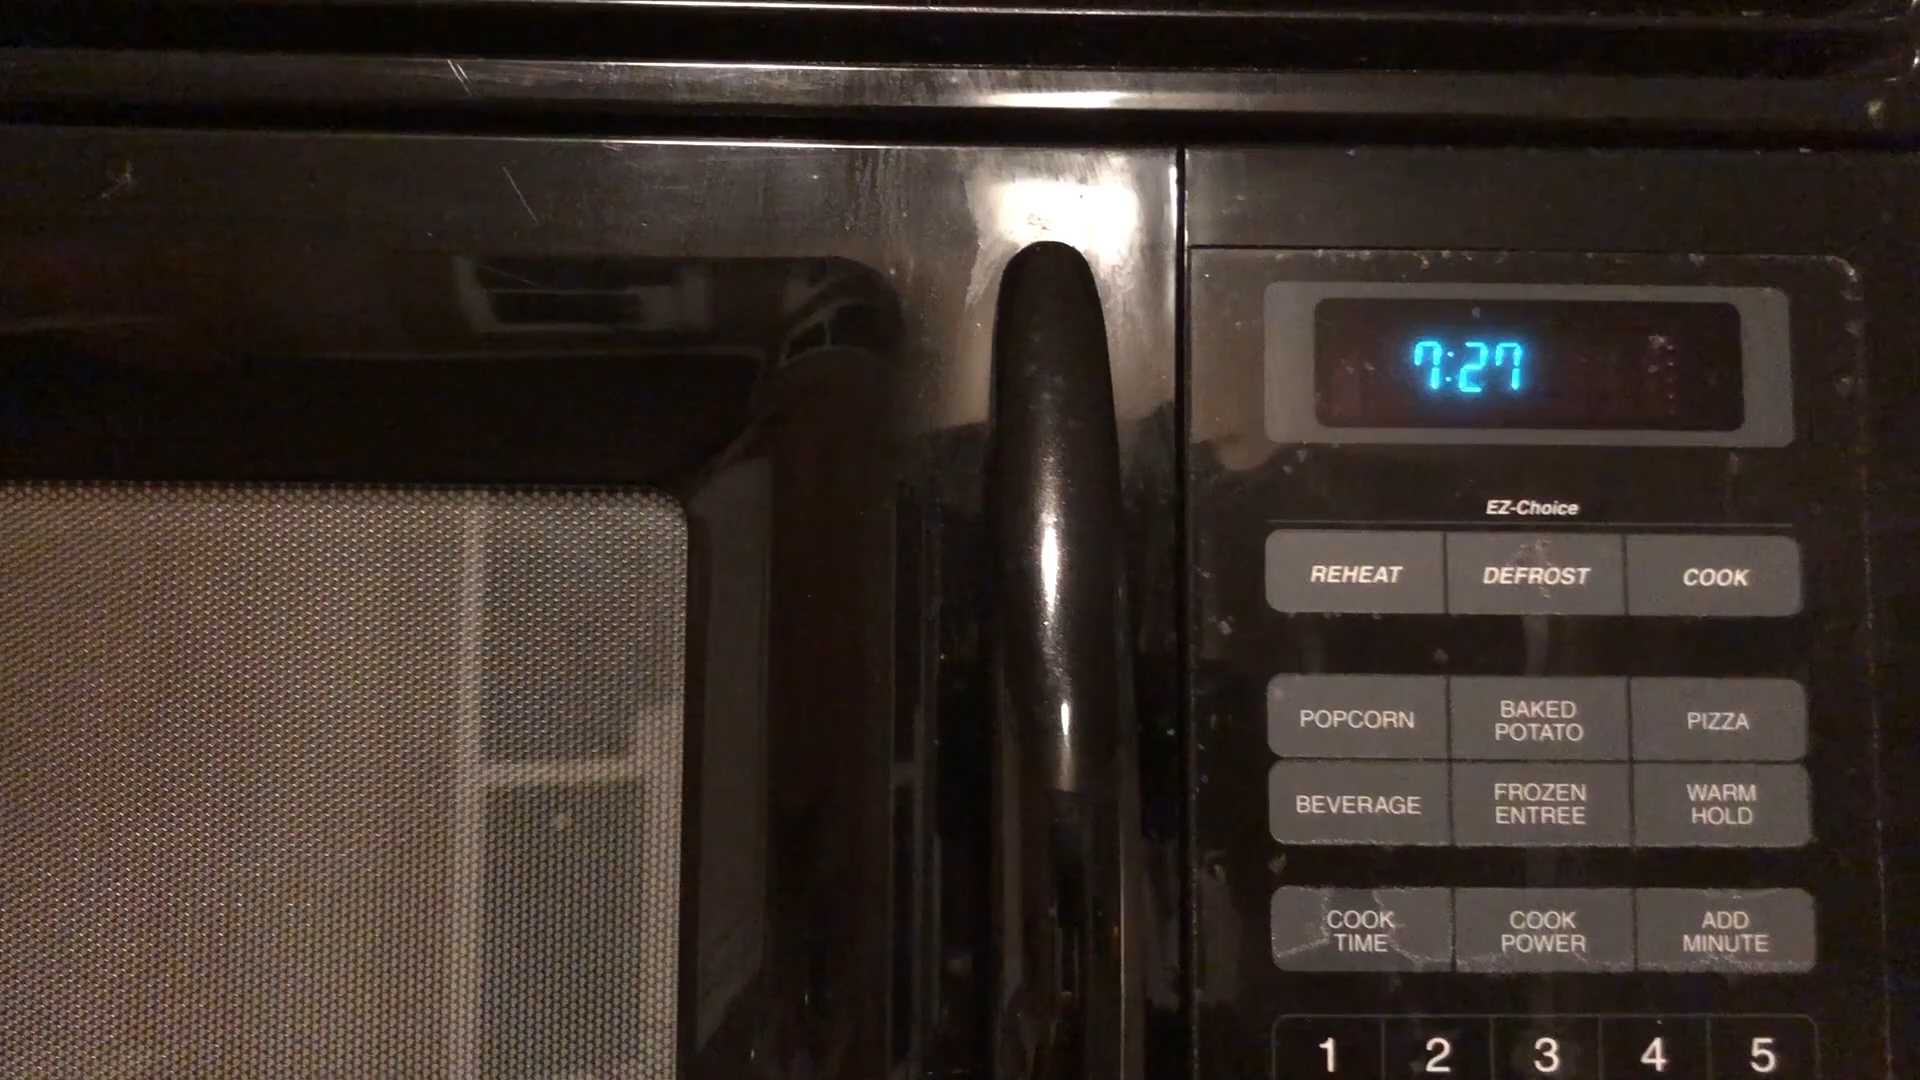 7:27
EZ-Choice
REHEAT DEFROST COOK
POPCORN BAKED POTATO PIZZA
BEVERAGE FROZEN ENTREE WARM HOLD
COOK TIME COOK POWER ADD MINUTE
1 2 3 4 5